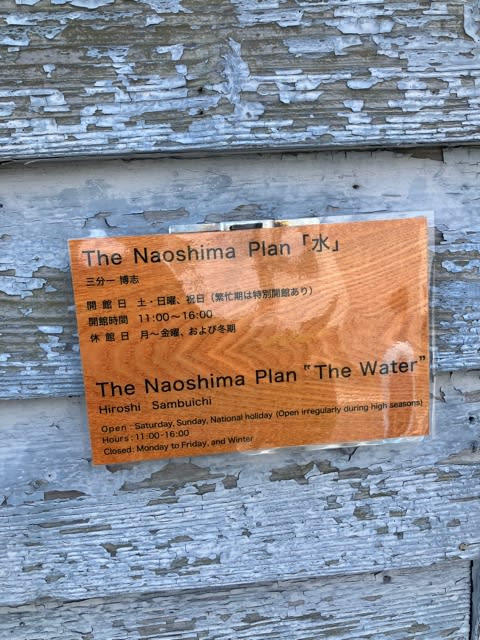 The Naoshima Plan「水」
三分一 博志
開 館 日　土・日曜、祝日（繁忙期は特別開館あり）
開館時間　11:00〜16:00
休 館 日　月〜金曜、および冬期
The Naoshima Plan “The Water”
Hiroshi Sambuichi
Open : Saturday, Sunday, National holiday (Open irregularly during high seasons)
Hours : 11:00-16:00
Closed : Monday to Friday, and Winter